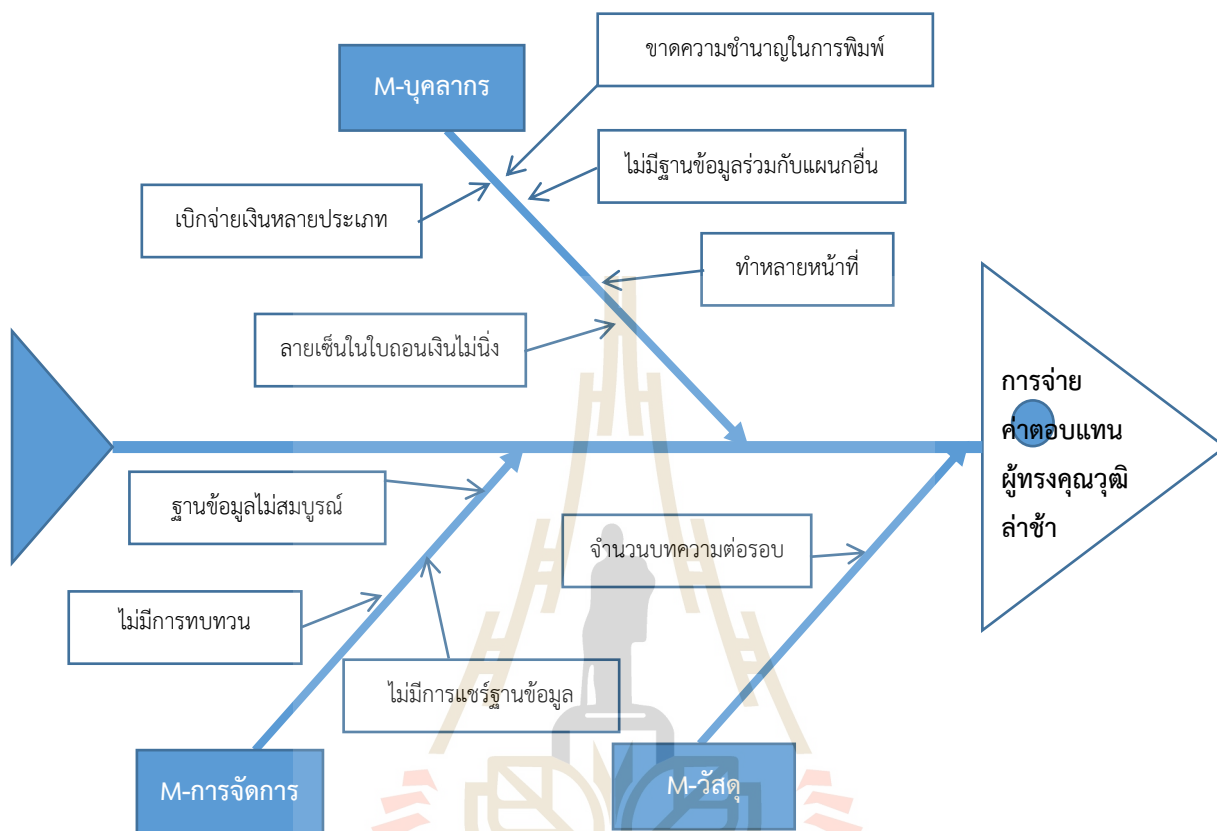 ขาดความชำนาญในการพิมพ์
M-บุคลากร
ไม่มีฐานข้อมูลร่วมกับแผนกอื่น
เบิกจ่ายเงินหลายประเภท
ทำหลายหน้าที่
ลายเซ็นในใบถอนเงินไม่นิ่ง
การจ่าย
ค่าตอบแทน
ผู้ทรงคุณวุฒิ
ล่าช้า
ฐานข้อมูลไม่สมบูรณ์
จำนวนบทความต่อรอบ
ไม่มีการทบทวน
ไม่มีการแชร์ฐานข้อมูล
M-การจัดการ
M-วัสดุ